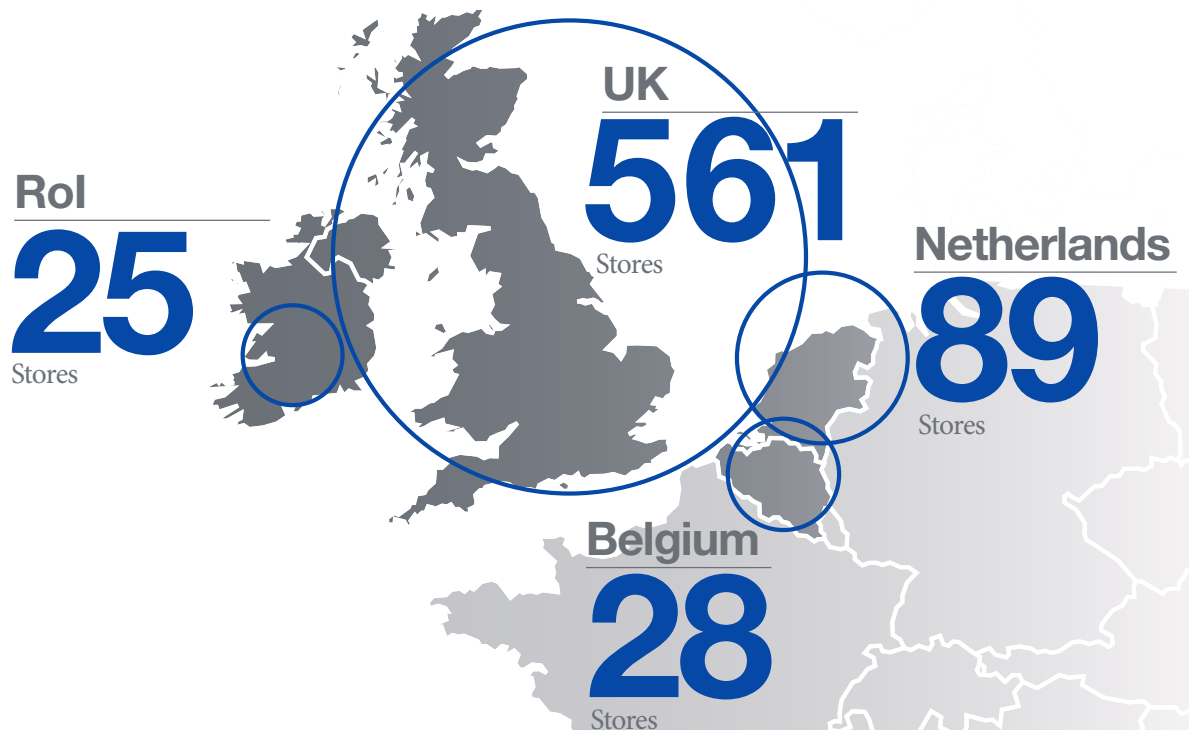 UK
561
Stores
RoI
25
Stores
Netherlands
89
Stores
Belgium
28
Stores